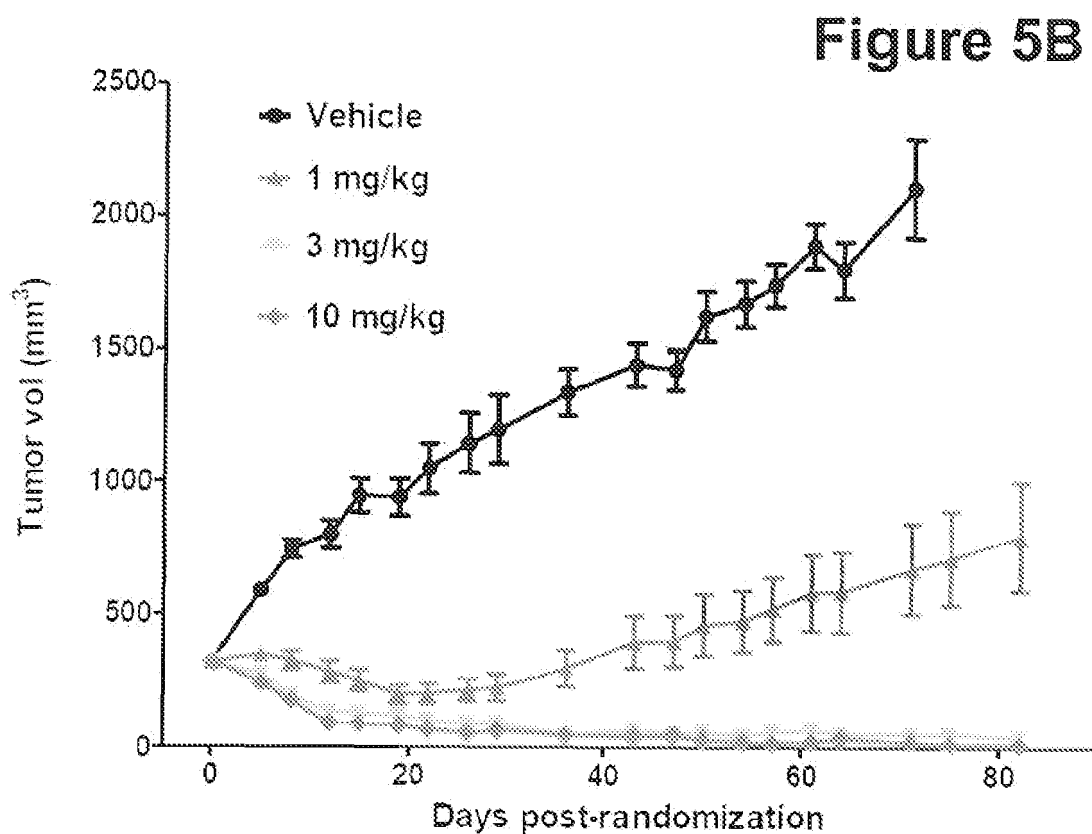 Figure 5B
2500
2000
1500
1000
500
0
Tumor vol (mm³)
Vehicle
1 mg/kg
3 mg/kg
10 mg/kg
0 20 40 60 80
Days post-randomization